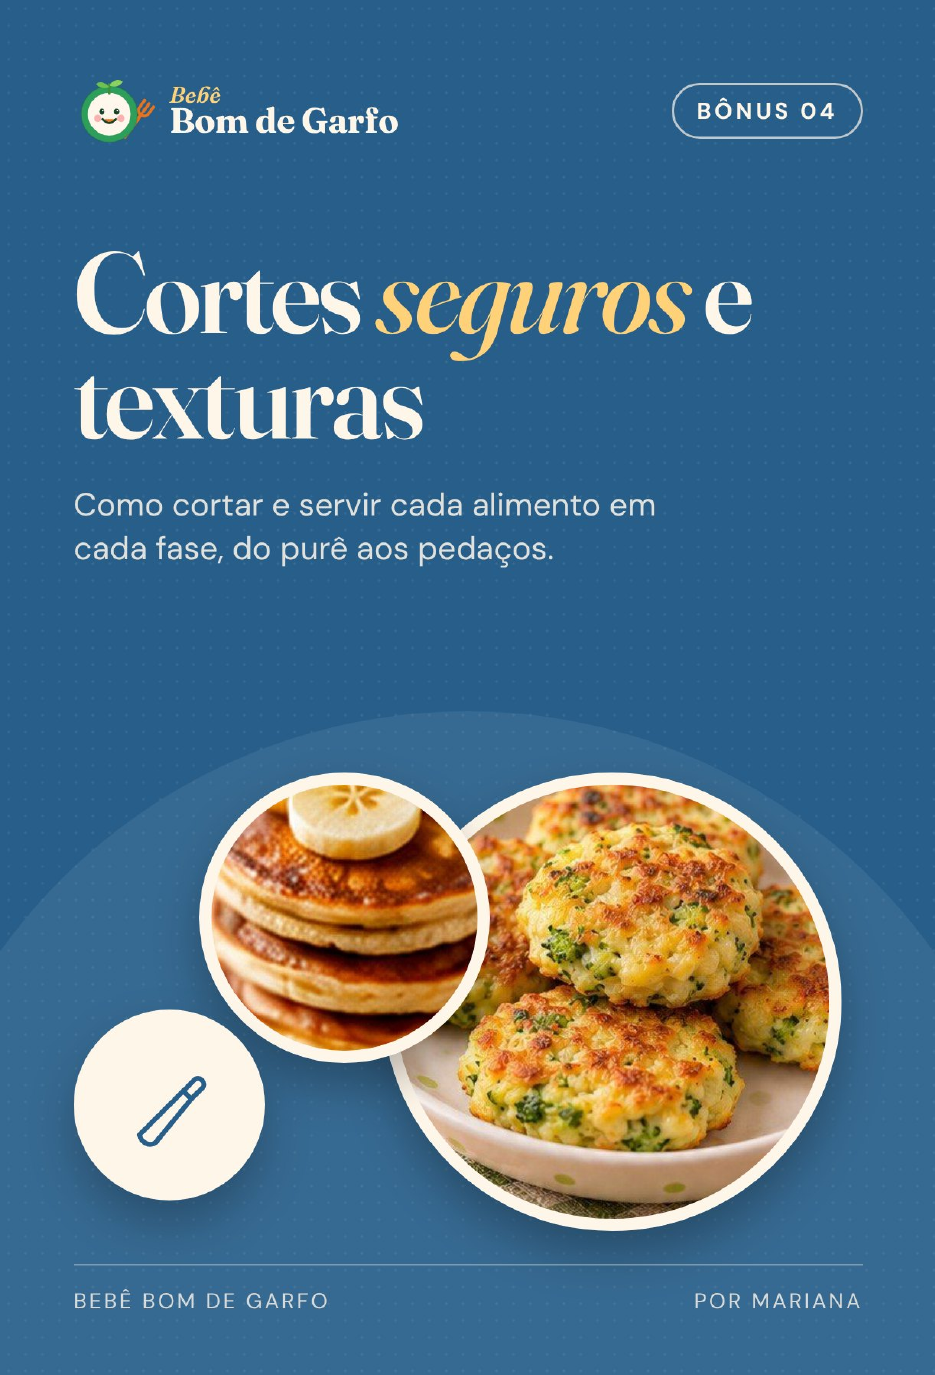 Bebê
Bom de Garfo
BÔNUS 04
Cortes seguros e
texturas
Como cortar e servir cada alimento em
cada fase, do purê aos pedaços.
BEBÊ BOM DE GARFO
POR MARIANA